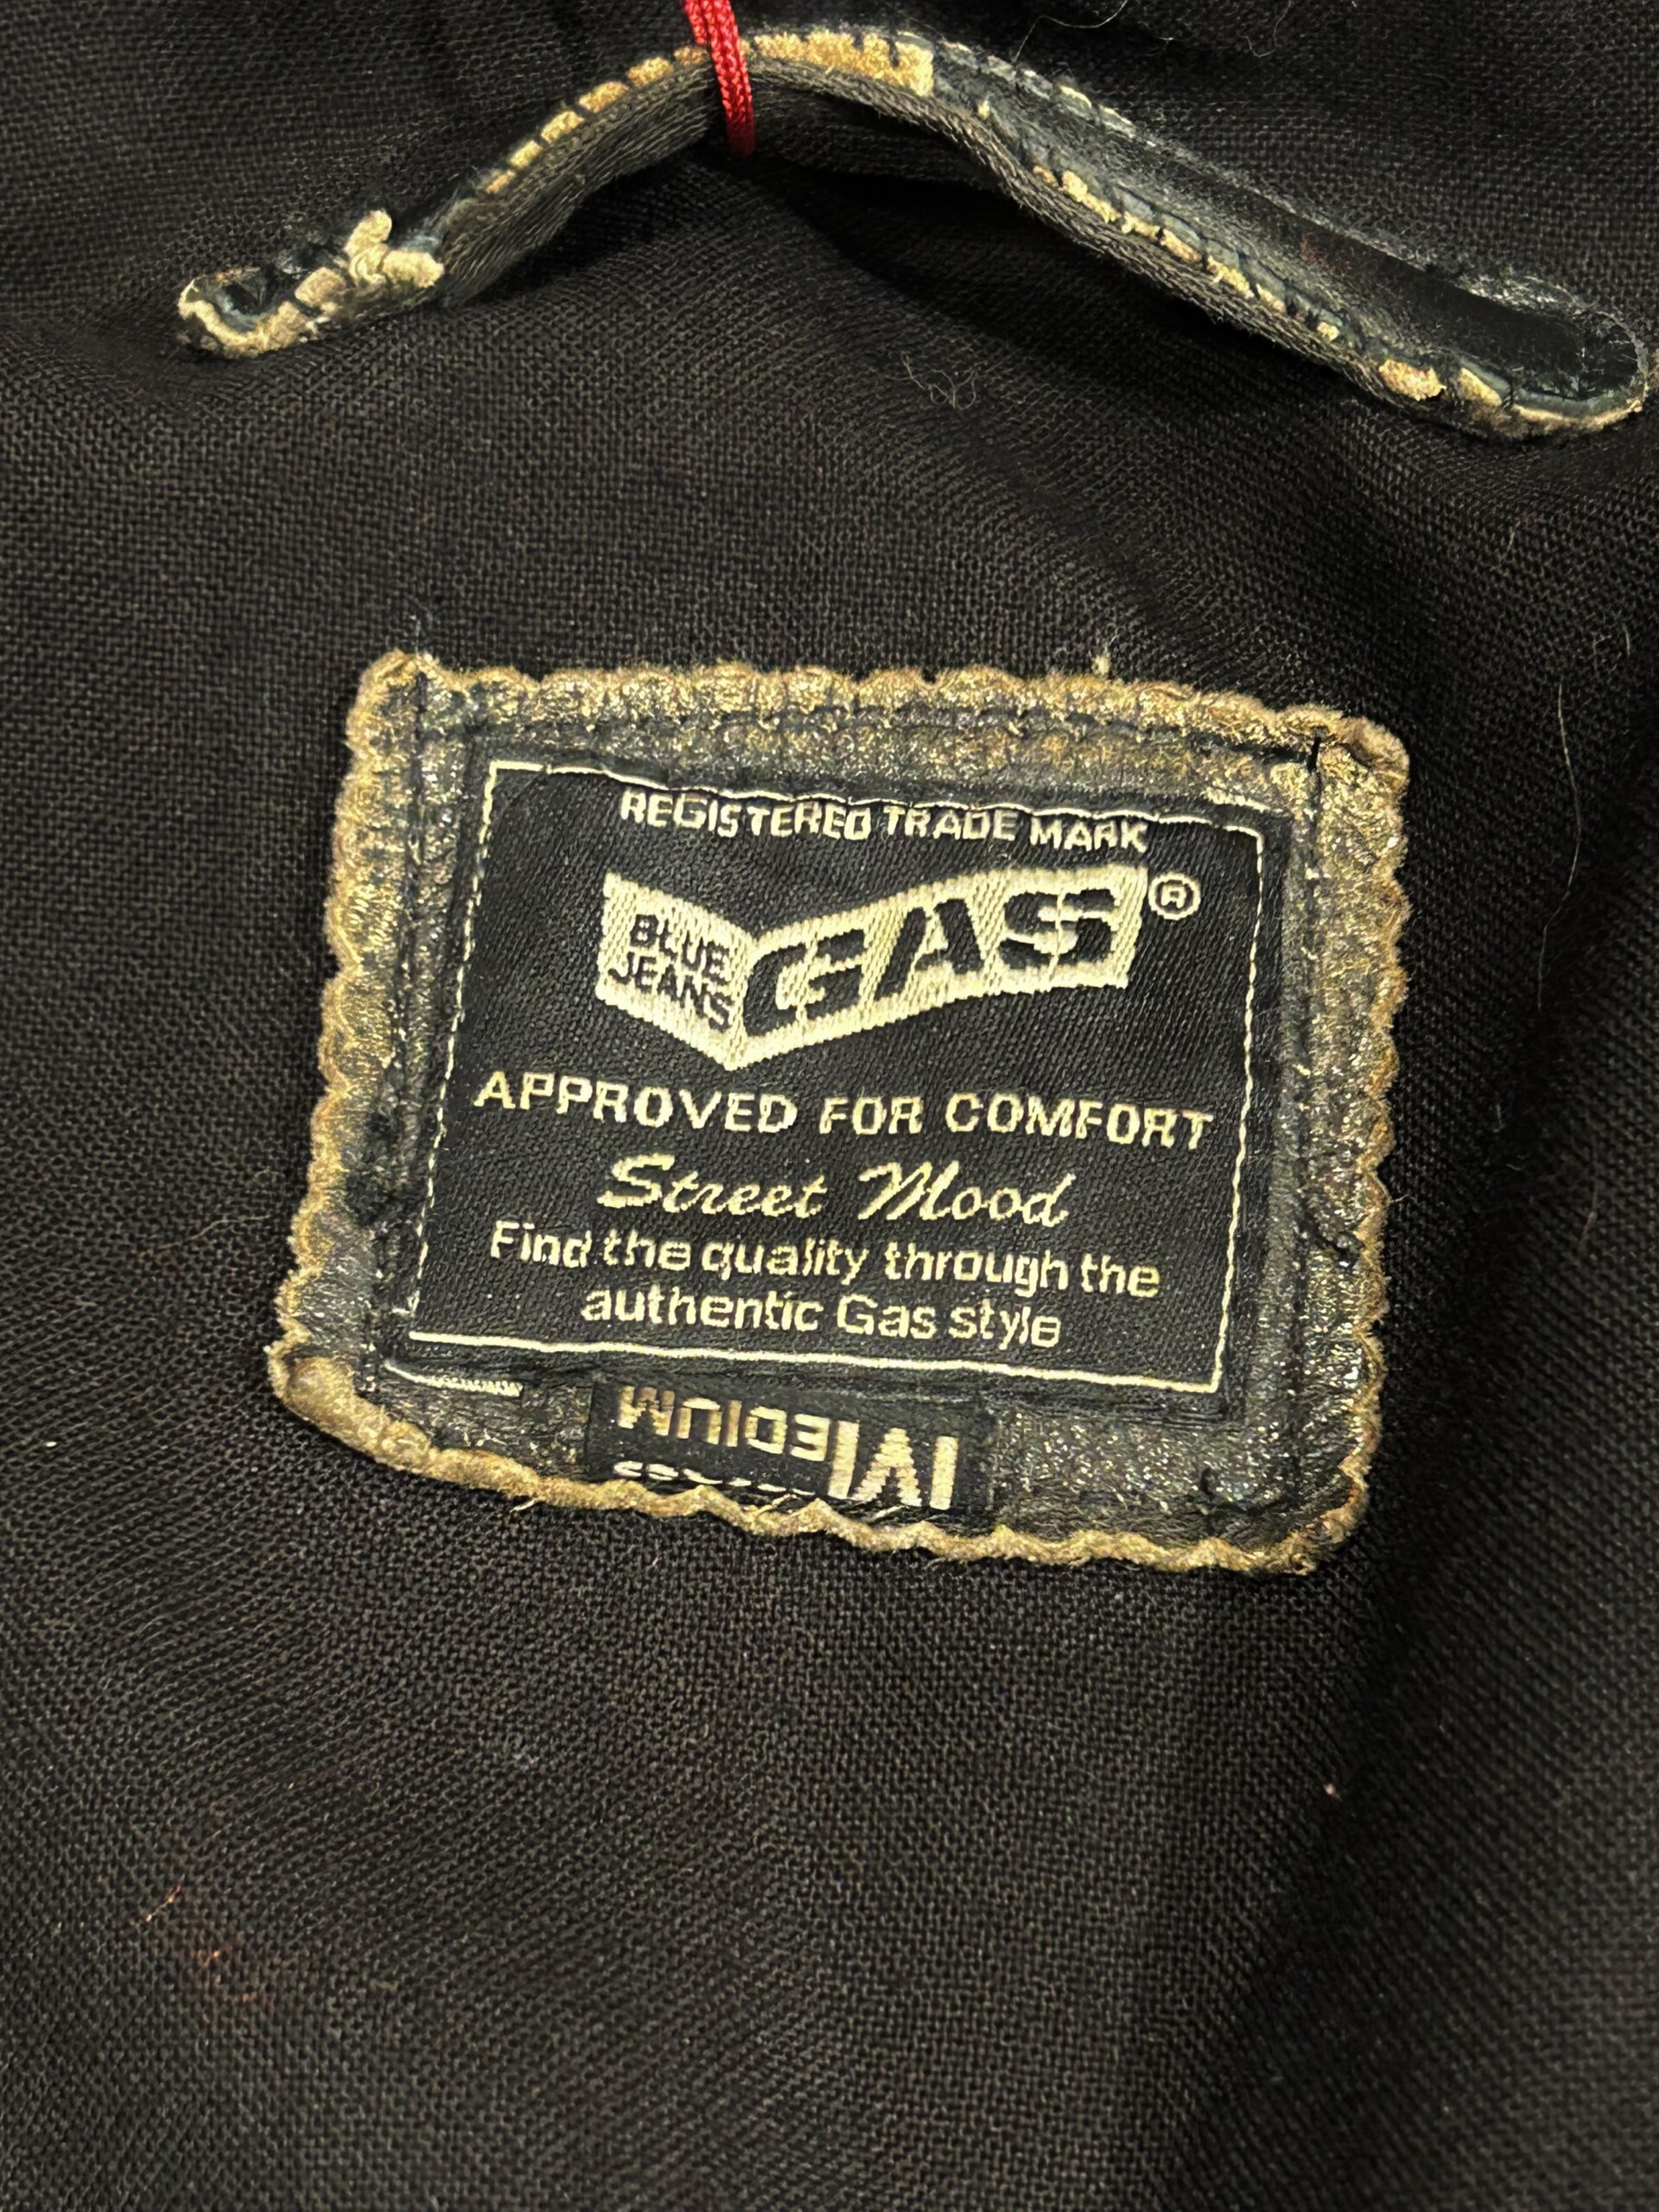 REGISTERED TRADE MARK
BLUE JEANS GAS ®
APPROVED FOR COMFORT
Street Mood
Find the quality through the
authentic Gas style
MEDIUM